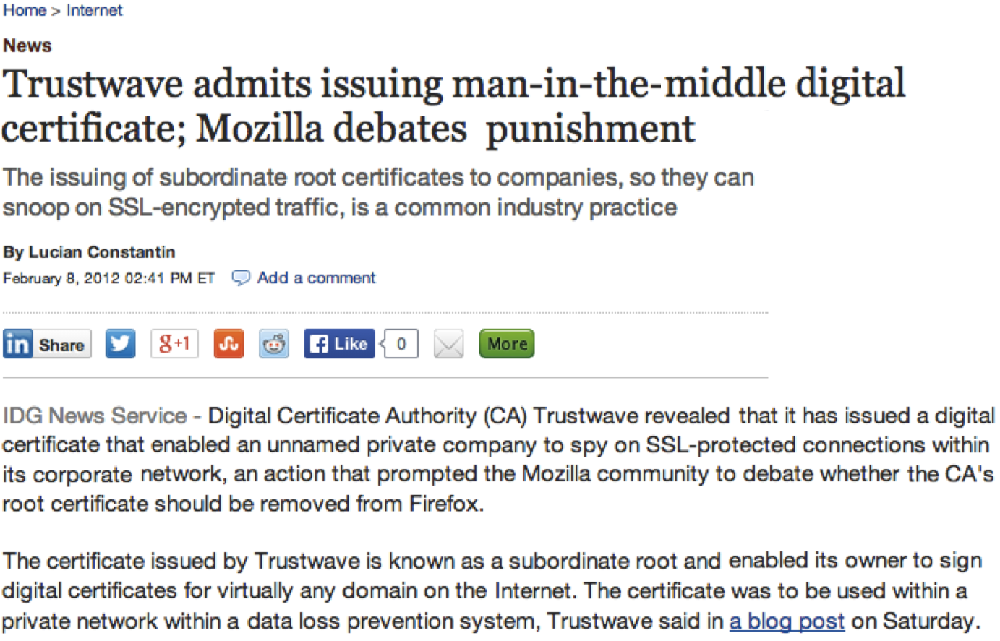 Home > Internet
News
Trustwave admits issuing man-in-the-middle digital
certificate; Mozilla debates punishment
The issuing of subordinate root certificates to companies, so they can
snoop on SSL-encrypted traffic, is a common industry practice
By Lucian Constantin
February 8, 2012 02:41 PM ET Add a comment
in Share g+1 f Like 0 More
IDG News Service - Digital Certificate Authority (CA) Trustwave revealed that it has issued a digital
certificate that enabled an unnamed private company to spy on SSL-protected connections within
its corporate network, an action that prompted the Mozilla community to debate whether the CA's
root certificate should be removed from Firefox.
The certificate issued by Trustwave is known as a subordinate root and enabled its owner to sign
digital certificates for virtually any domain on the Internet. The certificate was to be used within a
private network within a data loss prevention system, Trustwave said in a blog post on Saturday.